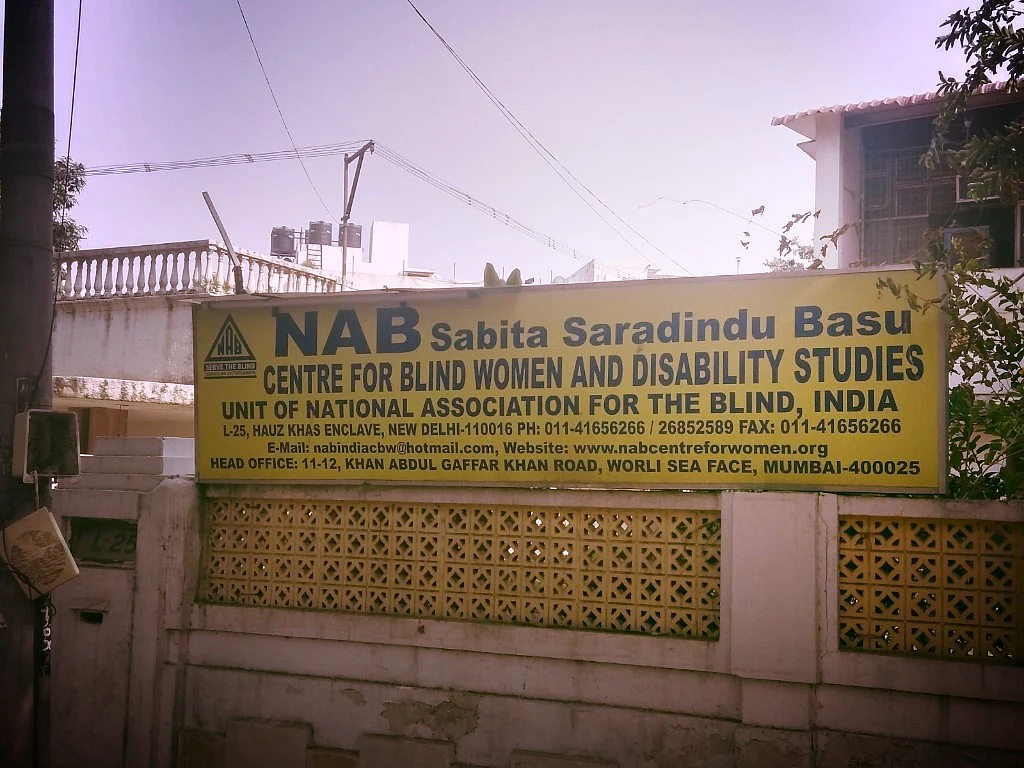 NAB Sabita Saradindu Basu
NAB
SERVE THE BLIND
CENTRE FOR BLIND WOMEN AND DISABILITY STUDIES
UNIT OF NATIONAL ASSOCIATION FOR THE BLIND, INDIA
L-25, HAUZ KHAS ENCLAVE, NEW DELHI-110016 PH: 011-41656266 / 26852589 FAX: 011-41656266
E-Mail: nabindiacbw@hotmail.com, Website: www.nabcentreforwomen.org
HEAD OFFICE: 11-12, KHAN ABDUL GAFFAR KHAN ROAD, WORLI SEA FACE, MUMBAI-400025
L-25